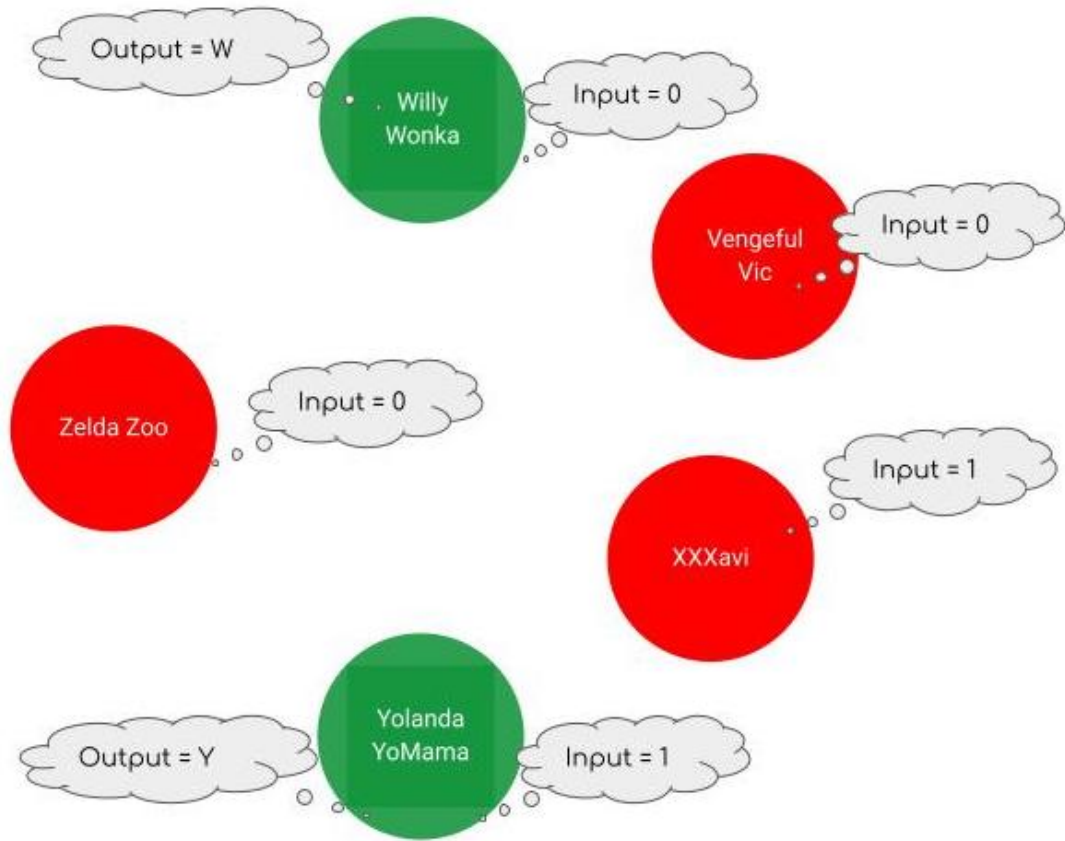 Output = W
Willy
Wonka
Input = 0
Vengeful
Vic
Input = 0
Zelda Zoo
Input = 0
XXXavi
Input = 1
Yolanda
YoMama
Output = Y
Input = 1